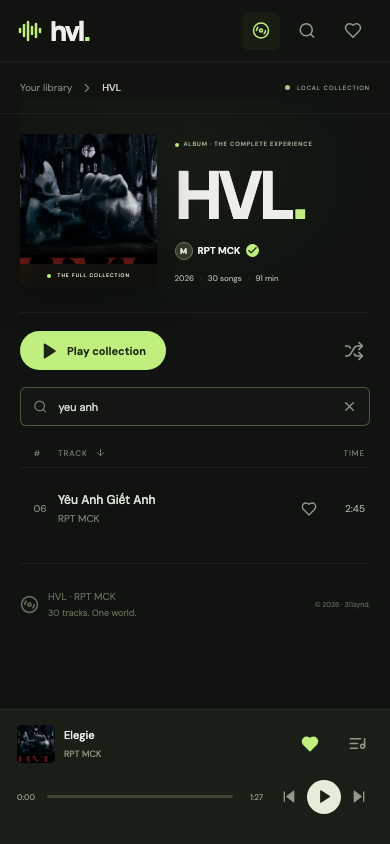 hvl.
Your library > HVL
LOCAL COLLECTION
ALBUM · THE COMPLETE EXPERIENCE
HVL.
M RPT MCK
2026 · 30 songs · 91 min
HVL
THE FULL COLLECTION
Play collection
yeu anh
# TRACK ↓ TIME
06 Yêu Anh Giết Anh 2:45
RPT MCK
HVL · RPT MCK
30 tracks. One world.
© 2026 · 311synd.
Elegie
RPT MCK
0:00 1:27